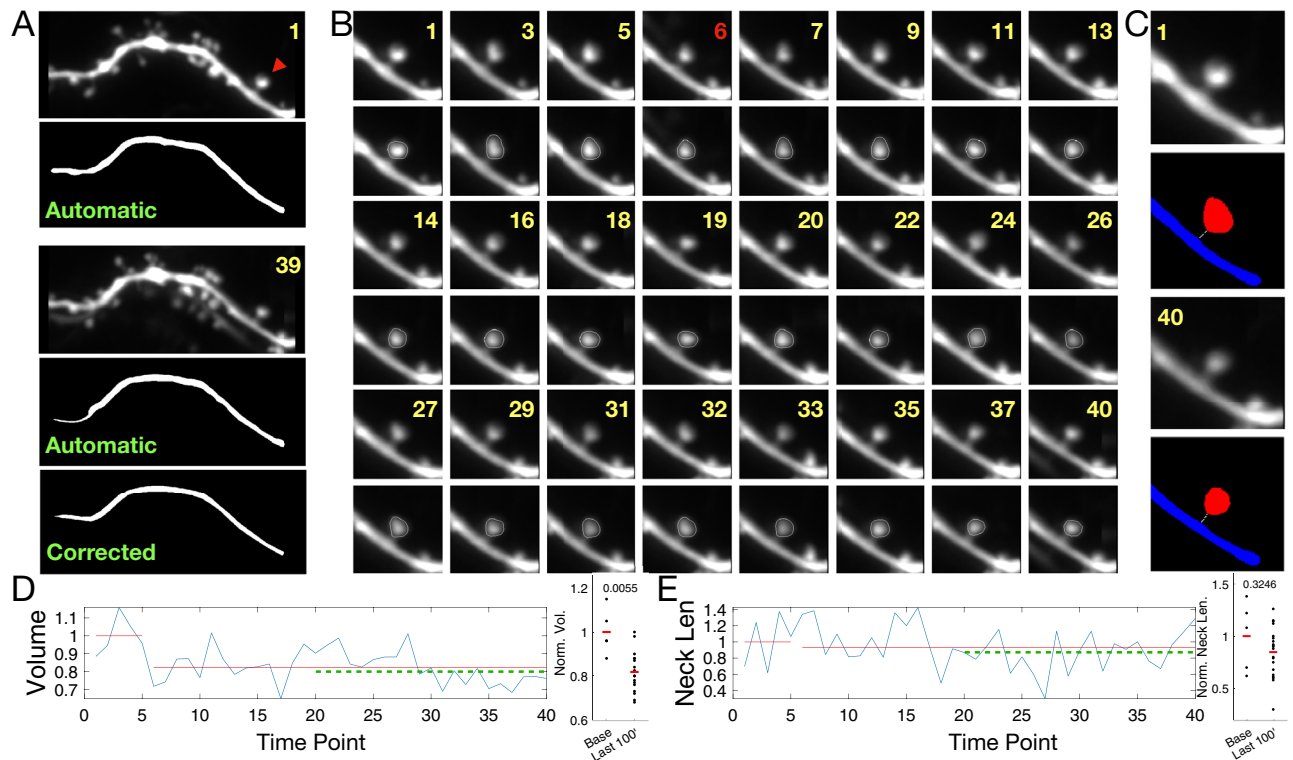 A
1
Automatic
39
Automatic
Corrected
B
1 3 5 6 7 9 11 13
14 16 18 19 20 22 24 26
27 29 31 32 33 35 37 40
C
1
40
D
Volume
1.1
1
0.9
0.8
0.7
0 5 10 15 20 25 30 35 40
Time Point
Norm. Vol.
1.2
1
0.8
0.6
0.0055
Base
Last 100'
E
Neck Len
1.4
1.2
1
0.8
0.6
0.4
0 5 10 15 20 25 30 35 40
Time Point
Norm. Neck Len.
1.5
1
0.5
0.3246
Base
Last 100'